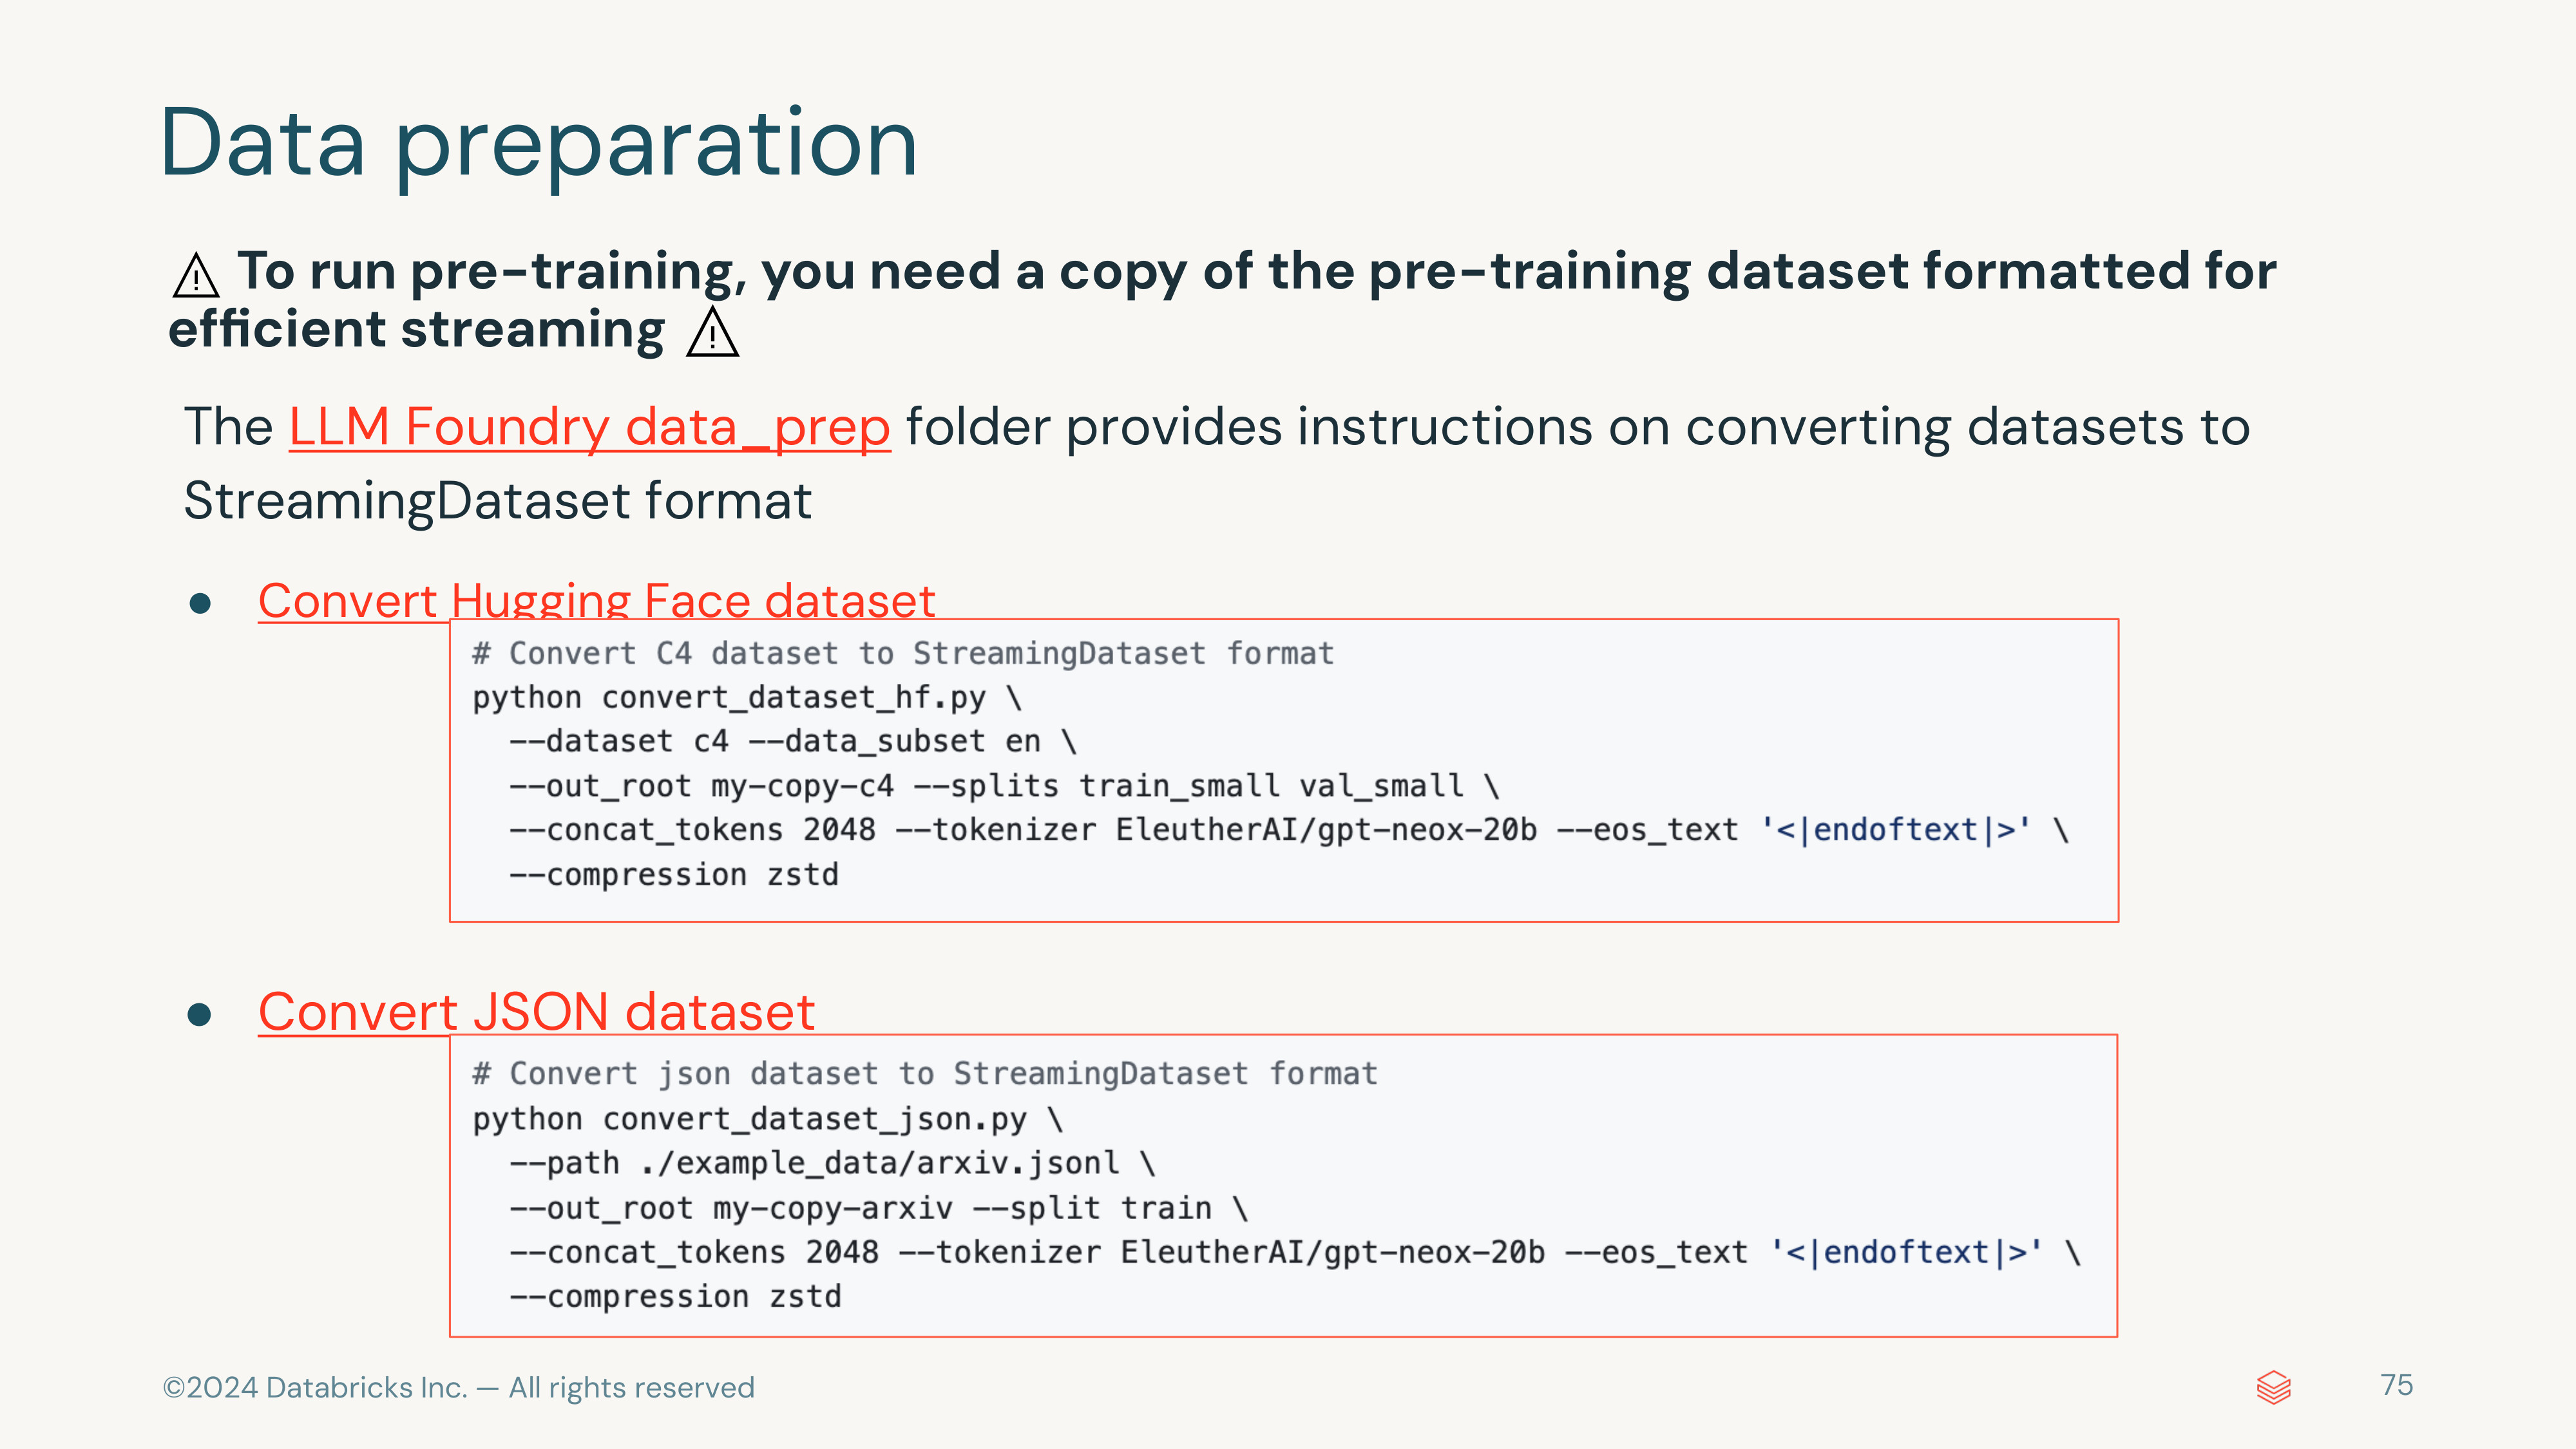 Data preparation
⚠ To run pre-training, you need a copy of the pre-training dataset formatted for
efficient streaming ⚠
The LLM Foundry data_prep folder provides instructions on converting datasets to
StreamingDataset format
● Convert Hugging Face dataset
# Convert C4 dataset to StreamingDataset format
python convert_dataset_hf.py \
  --dataset c4 --data_subset en \
  --out_root my-copy-c4 --splits train_small val_small \
  --concat_tokens 2048 --tokenizer EleutherAI/gpt-neox-20b --eos_text '<|endoftext|>' \
  --compression zstd
● Convert JSON dataset
# Convert json dataset to StreamingDataset format
python convert_dataset_json.py \
  --path ./example_data/arxiv.jsonl \
  --out_root my-copy-arxiv --split train \
  --concat_tokens 2048 --tokenizer EleutherAI/gpt-neox-20b --eos_text '<|endoftext|>' \
  --compression zstd
©2024 Databricks Inc. — All rights reserved
75